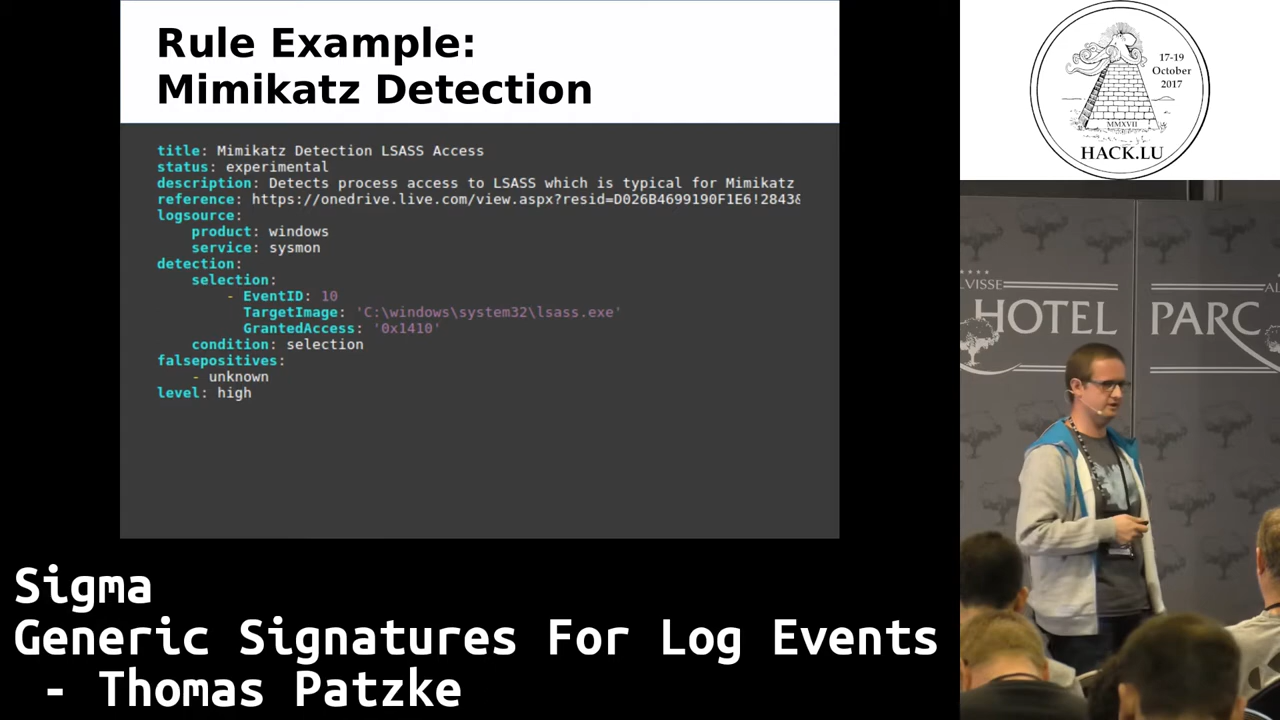 Rule Example:
Mimikatz Detection
title: Mimikatz Detection LSASS Access
status: experimental
description: Detects process access to LSASS which is typical for Mimikatz
reference: https://onedrive.live.com/view.aspx?resid=D026B4699190F1E6!2843&
logsource:
product: windows
service: sysmon
detection:
selection:
- EventID: 10
TargetImage: 'C:\windows\system32\lsass.exe'
GrantedAccess: '0x1410'
condition: selection
falsepositives:
- unknown
level: high
17-19
October
2017
MMXVII
HACK.LU
LVISSE
HOTEL
PARC
AL
Sigma
Generic Signatures For Log Events
- Thomas Patzke